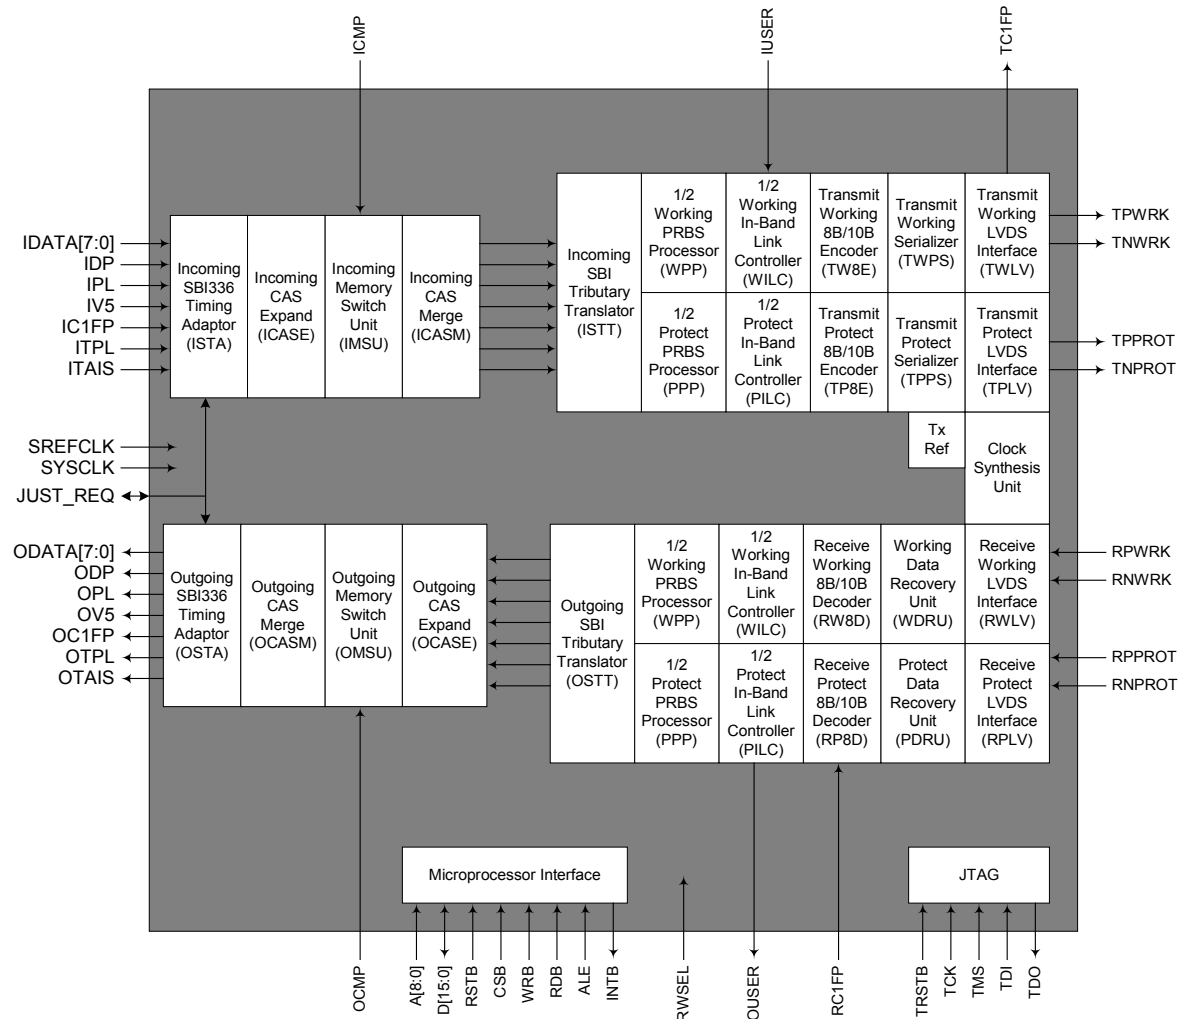 ICMP
IUSER
TC1FP
IDATA[7:0]
IDP
IPL
IV5
IC1FP
ITPL
ITAIS
Incoming
SBI336
Timing
Adaptor
(ISTA)
Incoming
CAS
Expand
(ICASE)
Incoming
Memory
Switch
Unit
(IMSU)
Incoming
CAS
Merge
(ICASM)
Incoming
SBI
Tributary
Translator
(ISTT)
1/2
Working
PRBS
Processor
(WPP)
1/2
Working
In-Band
Link
Controller
(WILC)
Transmit
Working
8B/10B
Encoder
(TW8E)
Transmit
Working
Serializer
(TWPS)
Transmit
Working
LVDS
Interface
(TWLV)
TPWRK
TNWRK
1/2
Protect
PRBS
Processor
(PPP)
1/2
Protect
In-Band
Link
Controller
(PILC)
Transmit
Protect
8B/10B
Encoder
(TP8E)
Transmit
Protect
Serializer
(TPPS)
Transmit
Protect
LVDS
Interface
(TPLV)
TPPROT
TNPROT
Tx
Ref
Clock
Synthesis
Unit
SREFCLK
SYSCLK
JUST_REQ
ODATA[7:0]
ODP
OPL
OV5
OC1FP
OTPL
OTAIS
Outgoing
SBI336
Timing
Adaptor
(OSTA)
Outgoing
CAS
Merge
(OCASM)
Outgoing
Memory
Switch
Unit
(OMSU)
Outgoing
CAS
Expand
(OCASE)
Outgoing
SBI
Tributary
Translator
(OSTT)
1/2
Working
PRBS
Processor
(WPP)
1/2
Working
In-Band
Link
Controller
(WILC)
Receive
Working
8B/10B
Decoder
(RW8D)
Working
Data
Recovery
Unit
(WDRU)
Receive
Working
LVDS
Interface
(RWLV)
RPWRK
RNWRK
1/2
Protect
PRBS
Processor
(PPP)
1/2
Protect
In-Band
Link
Controller
(PILC)
Receive
Protect
8B/10B
Decoder
(RP8D)
Protect
Data
Recovery
Unit
(PDRU)
Receive
Protect
LVDS
Interface
(RPLV)
RPPROT
RNPROT
Microprocessor Interface
JTAG
OCMP
A[8:0]
D[15:0]
RSTB
CSB
WRB
RDB
ALE
INTB
RWSEL
OUSER
RC1FP
TRSTB
TCK
TMS
TDI
TDO